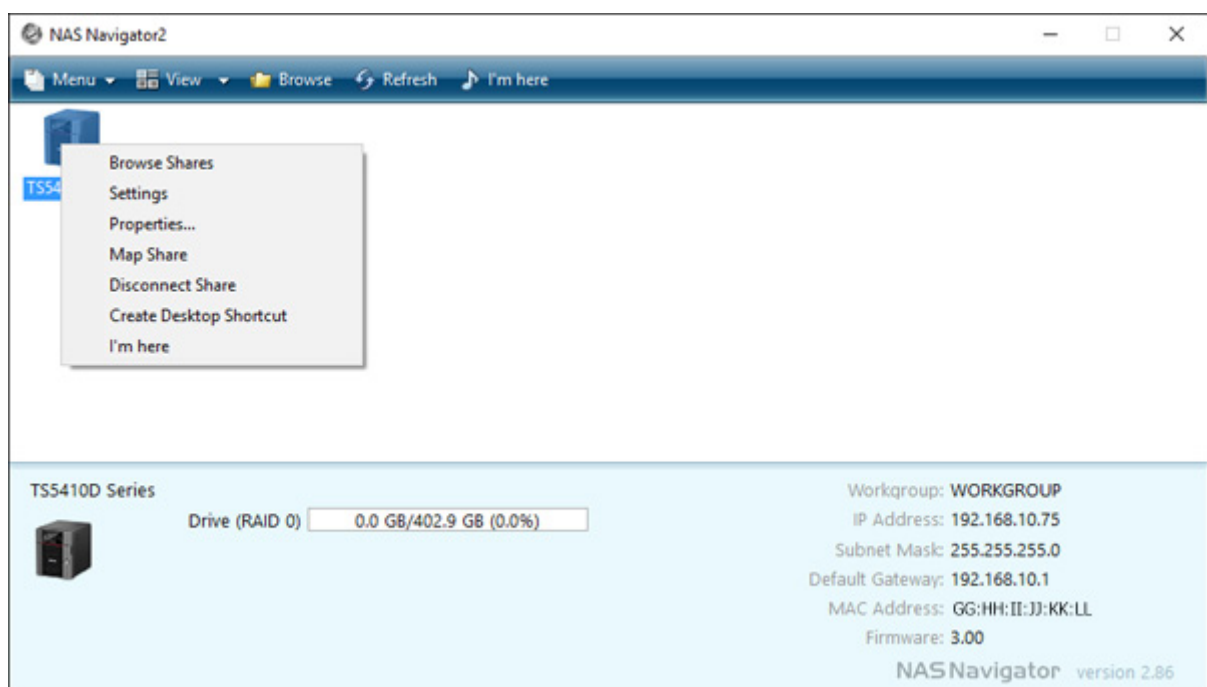 NAS Navigator2
Menu View Browse Refresh I'm here
TS54
Browse Shares
Settings
Properties...
Map Share
Disconnect Share
Create Desktop Shortcut
I'm here
TS5410D Series
Drive (RAID 0) 0.0 GB/402.9 GB (0.0%)
Workgroup: WORKGROUP
IP Address: 192.168.10.75
Subnet Mask: 255.255.255.0
Default Gateway: 192.168.10.1
MAC Address: GG:HH:II:JJ:KK:LL
Firmware: 3.00
NAS Navigator version 2.86